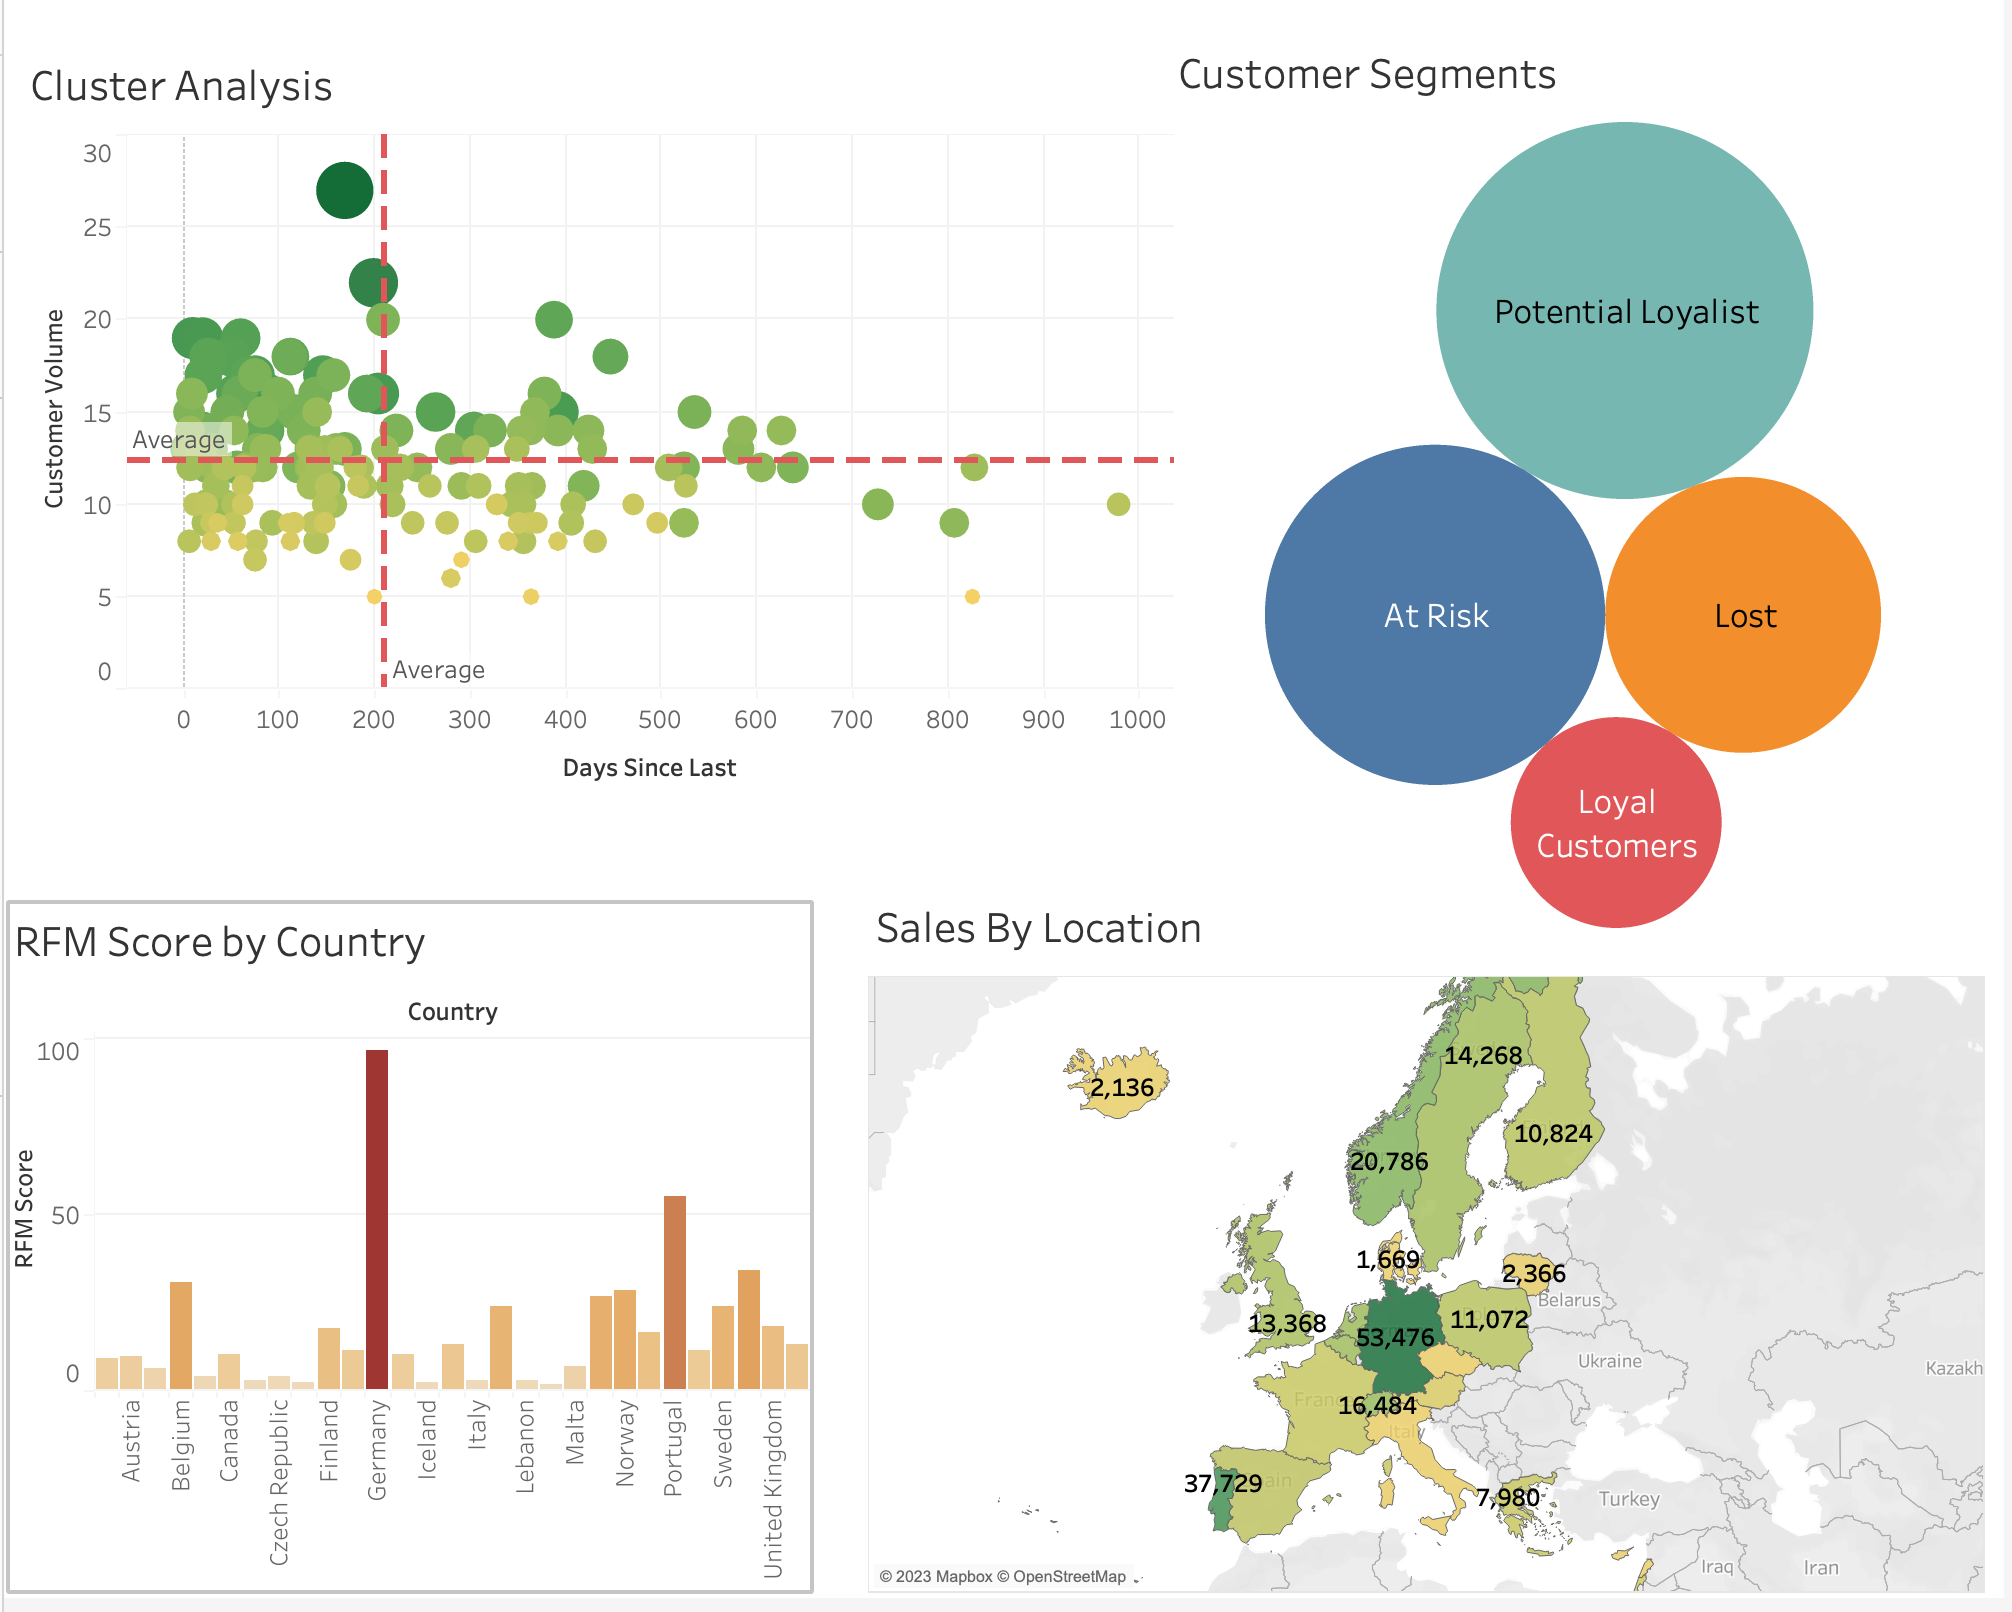 Cluster Analysis
30
25
20
15
10
5
0
Customer Volume
Average
Average
0 100 200 300 400 500 600 700 800 900 1000
Days Since Last
Customer Segments
Potential Loyalist
At Risk
Lost
Loyal
Customers
RFM Score by Country
Country
100
50
0
RFM Score
Austria
Belgium
Canada
Czech Republic
Finland
Germany
Iceland
Italy
Lebanon
Malta
Norway
Portugal
Sweden
United Kingdom
Sales By Location
14,268
2,136
10,824
20,786
1,669
2,366
Belarus
13,368
11,072
53,476
Ukraine
Kazakh
16,484
Italy
37,729
7,980
Turkey
Iraq
Iran
© 2023 Mapbox © OpenStreetMap